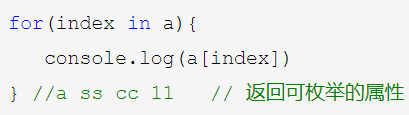 for(index in a){
   console.log(a[index])
} //a ss cc 11   // 返回可枚举的属性